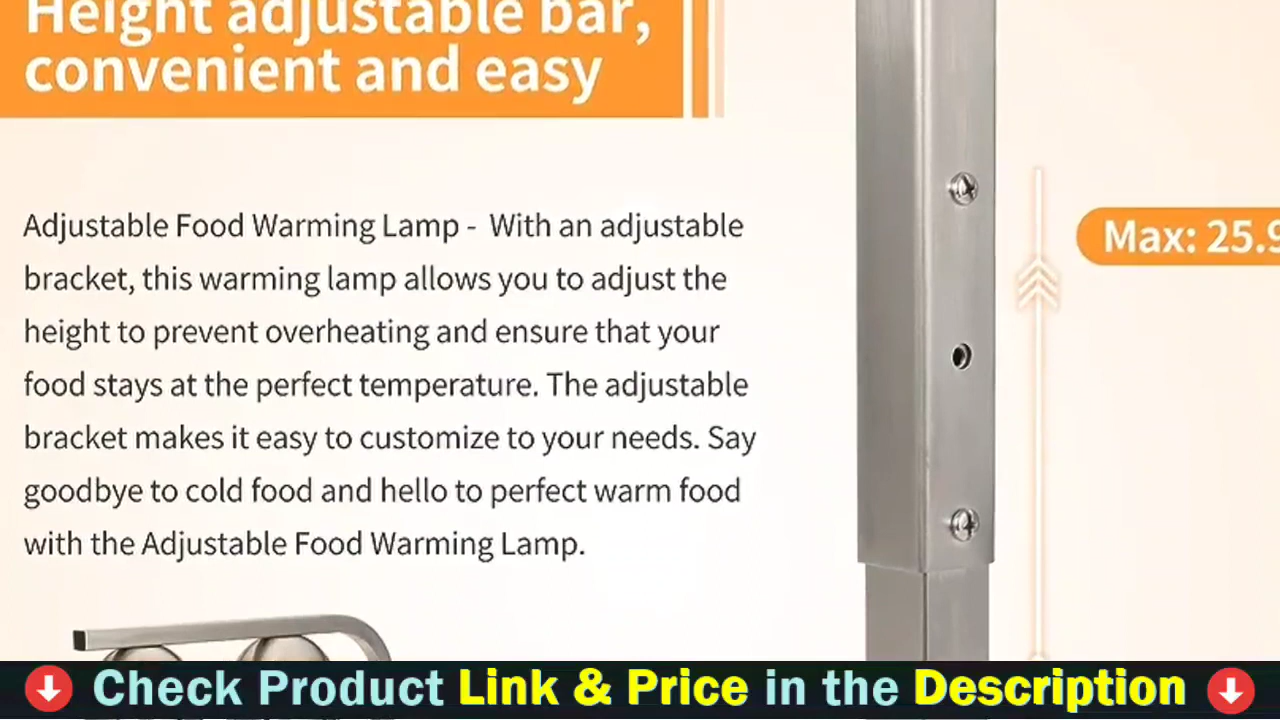 Height adjustable bar,
convenient and easy
Adjustable Food Warming Lamp - With an adjustable
bracket, this warming lamp allows you to adjust the
height to prevent overheating and ensure that your
food stays at the perfect temperature. The adjustable
bracket makes it easy to customize to your needs. Say
goodbye to cold food and hello to perfect warm food
with the Adjustable Food Warming Lamp.
Max: 25.9
Check Product Link & Price in the Description